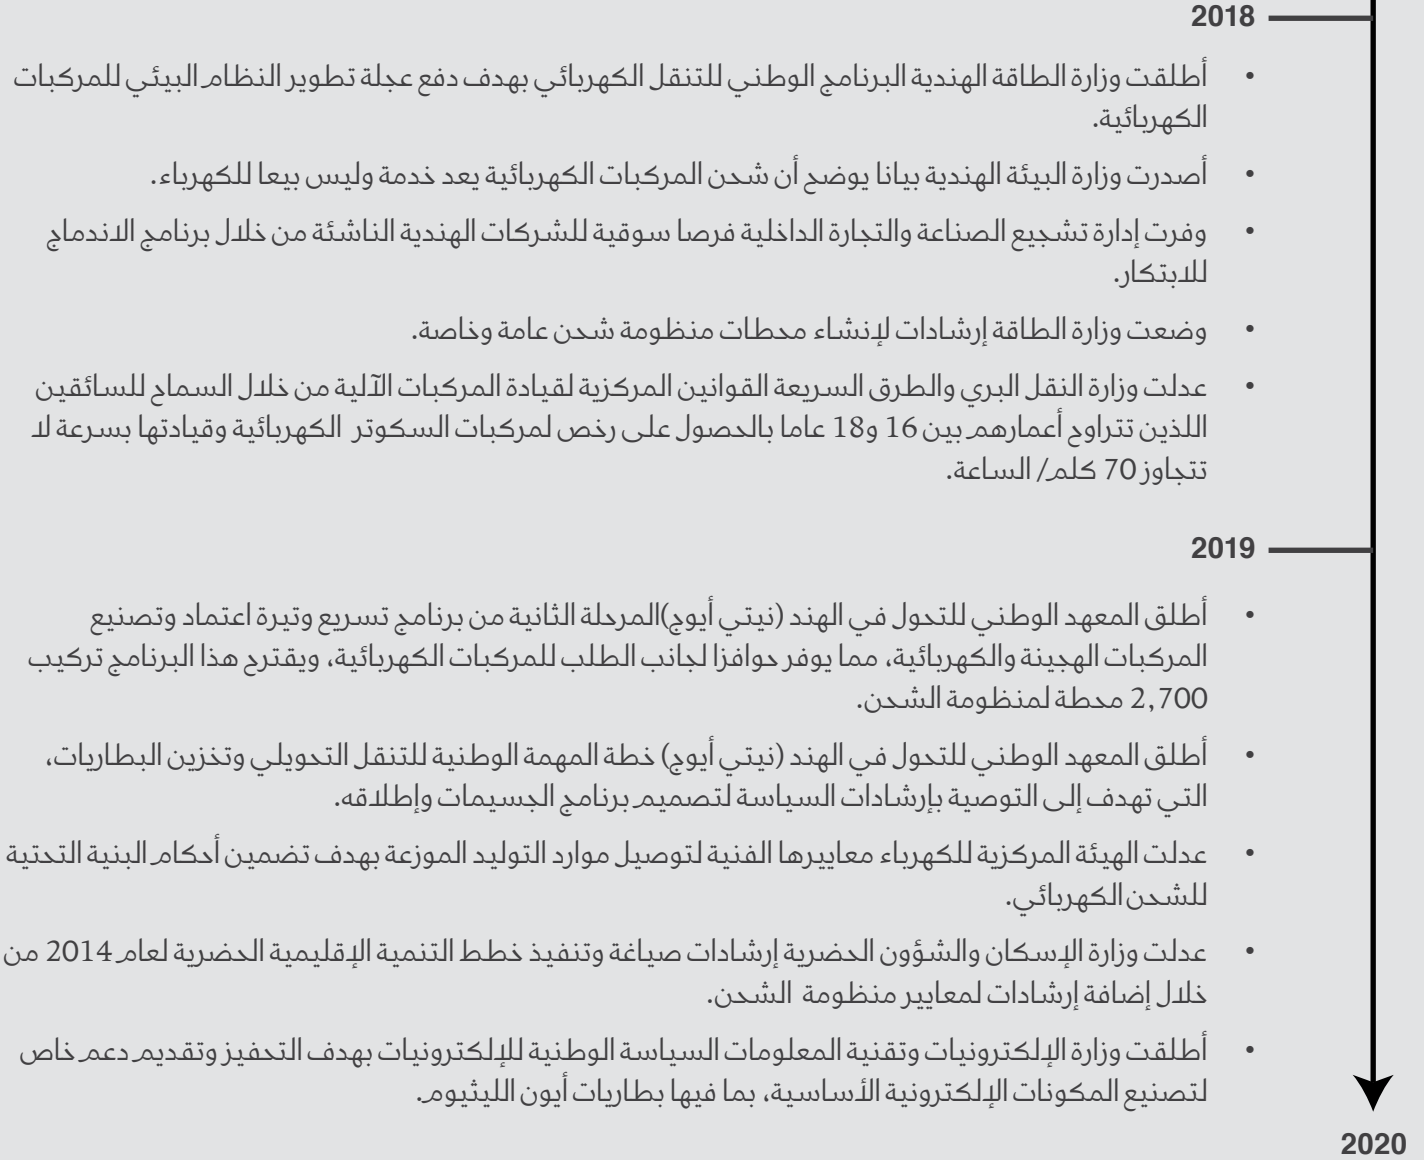 2018
• أطلقت وزارة الطاقة الهندية البرنامج الوطني للتنقل الكهربائي بهدف دفع عجلة تطوير النظام البيئي للمركبات
الكهربائية.
• أصدرت وزارة البيئة الهندية بيانا يوضح أن شحن المركبات الكهربائية يعد خدمة وليس بيعا للكهرباء.
• وفرت إدارة تشجيع الصناعة والتجارة الداخلية فرصا سوقية للشركات الهندية الناشئة من خلال برنامج الاندماج
للابتكار.
• وضعت وزارة الطاقة إرشادات لإنشاء محطات منظومة شحن عامة وخاصة.
• عدلت وزارة النقل البري والطرق السريعة القوانين المركزية لقيادة المركبات الآلية من خلال السماح للسائقين
اللذين تتراوح أعمارهم بين 16 و18 عاما بالحصول على رخص لمركبات السكوتر الكهربائية وقيادتها بسرعة لا
تتجاوز 70 كلم/ الساعة.
2019
• أطلق المعهد الوطني للتحول في الهند (نيتي أيوج)المرحلة الثانية من برنامج تسريع وتيرة اعتماد وتصنيع
المركبات الهجينة والكهربائية، مما يوفر حوافزا لجانب الطلب للمركبات الكهربائية، ويقترح هذا البرنامج تركيب
2,700 محطة لمنظومة الشحن.
• أطلق المعهد الوطني للتحول في الهند (نيتي أيوج) خطة المهمة الوطنية للتنقل التحويلي وتخزين البطاريات،
التي تهدف إلى التوصية بإرشادات السياسة لتصميم برنامج الجسيمات وإطلاقه.
• عدلت الهيئة المركزية للكهرباء معاييرها الفنية لتوصيل موارد التوليد الموزعة بهدف تضمين أحكام البنية التحتية
للشحن الكهربائي.
• عدلت وزارة الإسكان والشؤون الحضرية إرشادات صياغة وتنفيذ خطط التنمية الإقليمية الحضرية لعام 2014 من
خلال إضافة إرشادات لمعايير منظومة الشحن.
• أطلقت وزارة الإلكترونيات وتقنية المعلومات السياسة الوطنية للإلكترونيات بهدف التحفيز وتقديم دعم خاص
لتصنيع المكونات الإلكترونية الأساسية، بما فيها بطاريات أيون الليثيوم.
2020